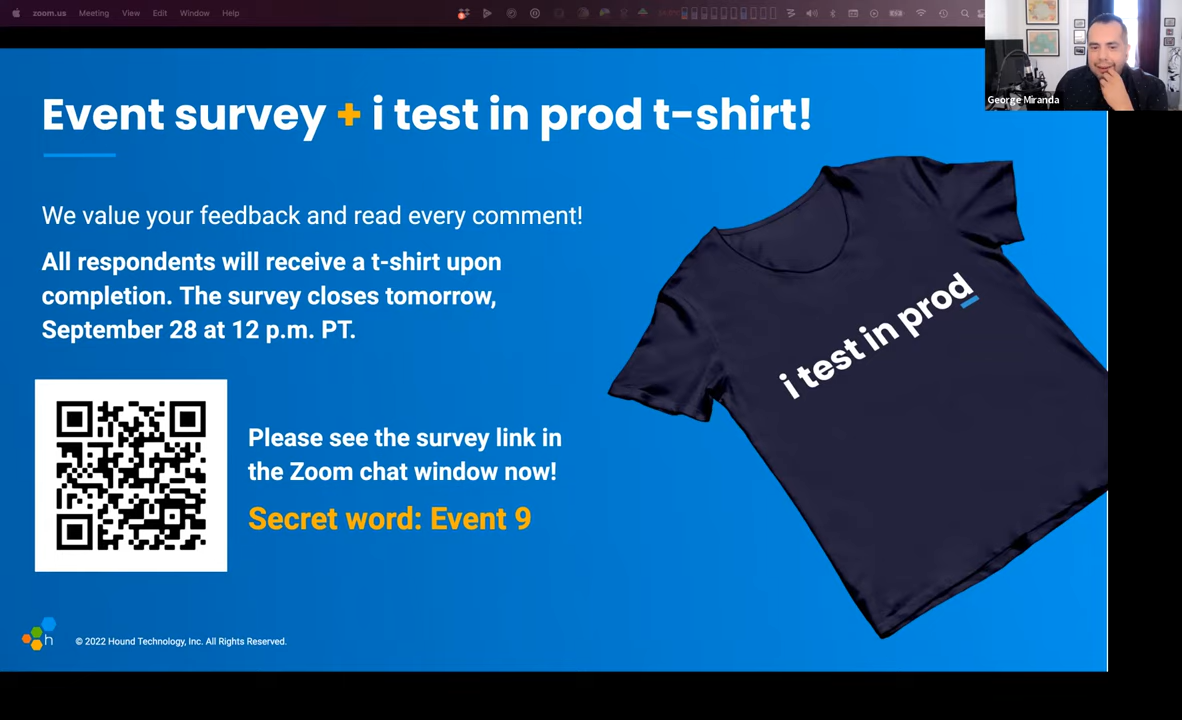 zoom.us Meeting View Edit Window Help
George Miranda
Event survey + i test in prod t-shirt!
We value your feedback and read every comment!
All respondents will receive a t-shirt upon
completion. The survey closes tomorrow,
September 28 at 12 p.m. PT.
i test in prod
Please see the survey link in
the Zoom chat window now!
Secret word: Event 9
h
© 2022 Hound Technology, Inc. All Rights Reserved.